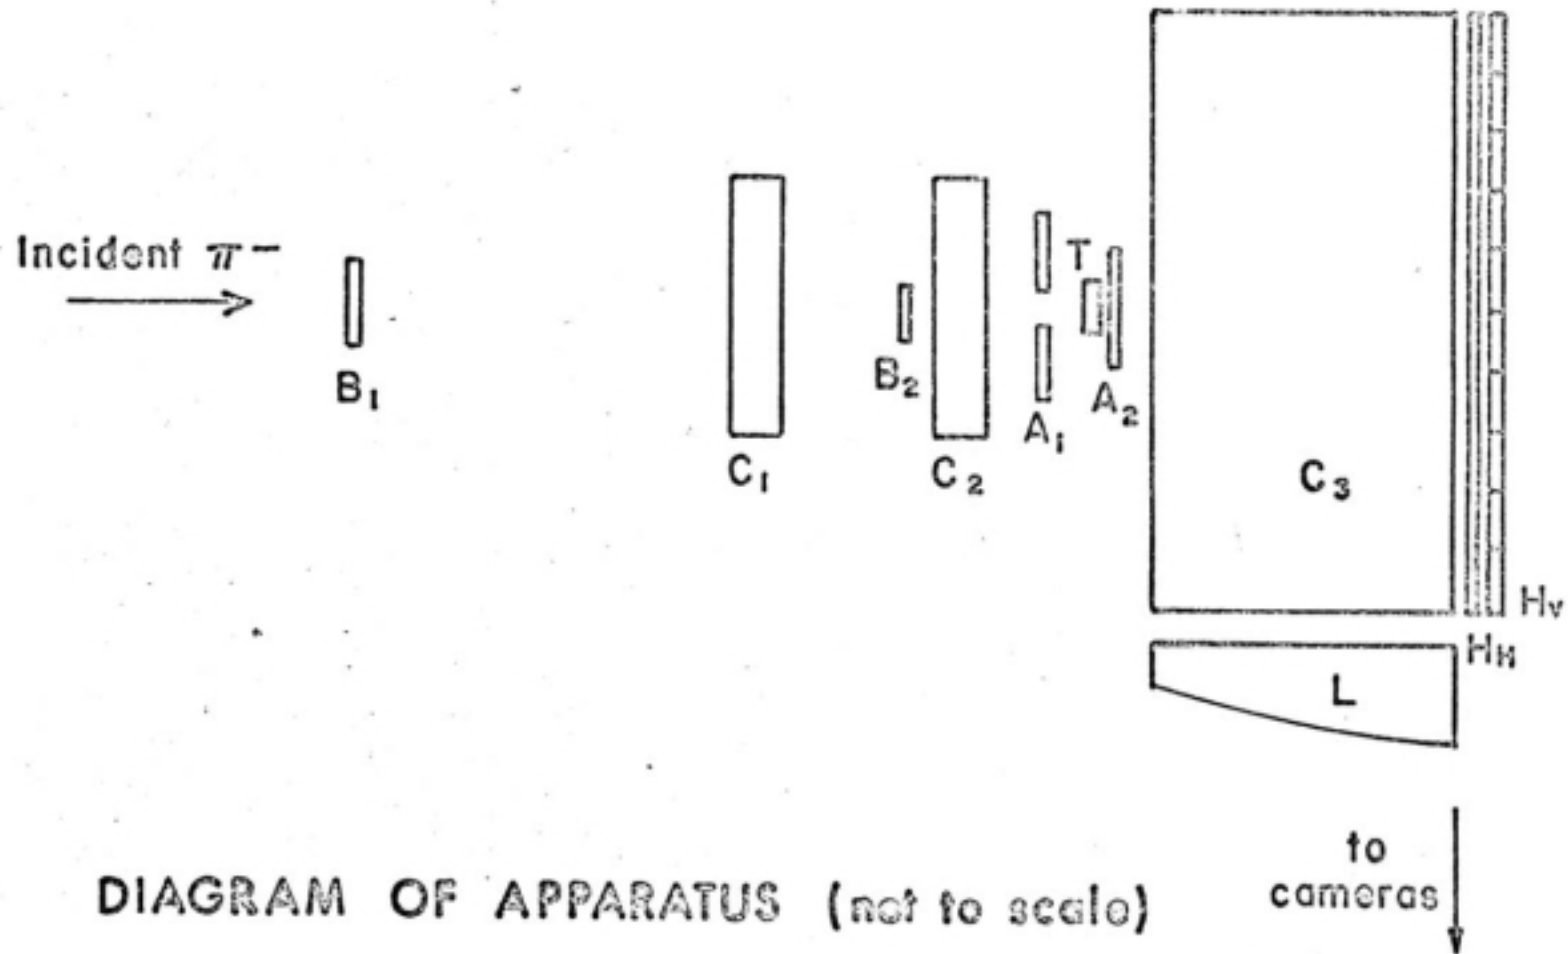 Incident π−
B₁
C₁
B₂
C₂
A₁
T
A₂
C₃
Hv
HH
L
to
cameras
DIAGRAM OF APPARATUS (not to scale)